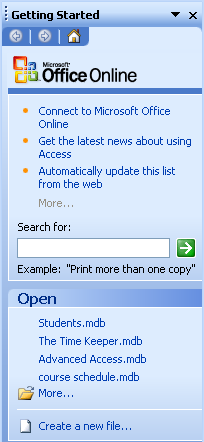 Getting Started
Microsoft
Office Online
Connect to Microsoft Office
Online
Get the latest news about using
Access
Automatically update this list
from the web
More...
Search for:
Example: "Print more than one copy"
Open
Students.mdb
The Time Keeper.mdb
Advanced Access.mdb
course schedule.mdb
More...
Create a new file...